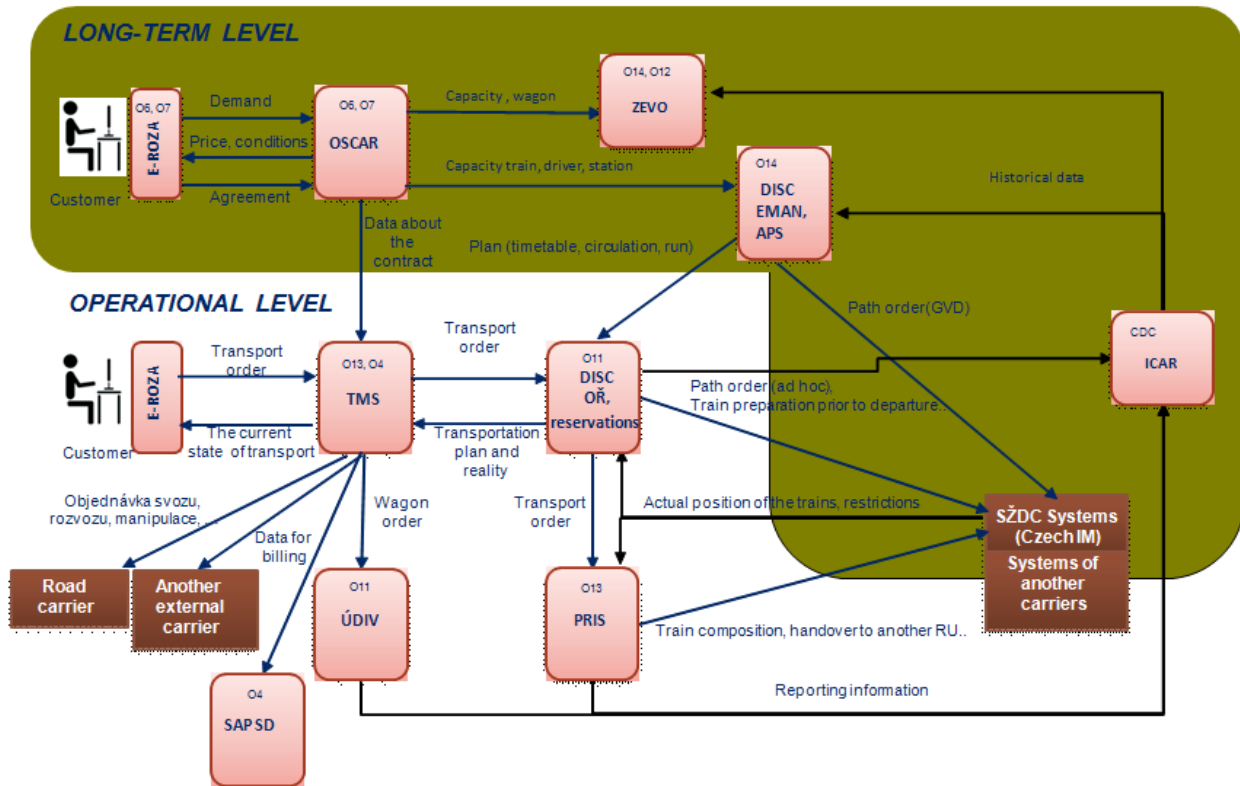 LONG-TERM LEVEL
O6, O7
E-ROZA
Customer
Demand
Price, conditions
Agreement
O6, O7
OSCAR
Capacity , wagon
O14, O12
ZEVO
Capacity train, driver, station
O14
DISC
EMAN,
APS
Historical data
Data about
the
contract
Plan (timetable, circulation, run)
Path order(GVD)
OPERATIONAL LEVEL
E-ROZA
Customer
Transport
order
The current
state of transport
O13, O4
TMS
Transport
order
Transportation
plan and
reality
O11
DISC
OŘ,
reservations
Path order (ad hoc),
Train preparation prior to departure..
CDC
ICAR
Objednávka svozu,
rozvozu, manipulace, ...
Data for
billing
Wagon
order
Transport
order
Actual position of the trains, restrictions
SŽDC Systems
(Czech IM)
Systems of
another
carriers
Road
carrier
Another
external
carrier
O11
ÚDIV
O13
PRIS
Train composition, handover to another RU..
O4
SAP SD
Reporting information